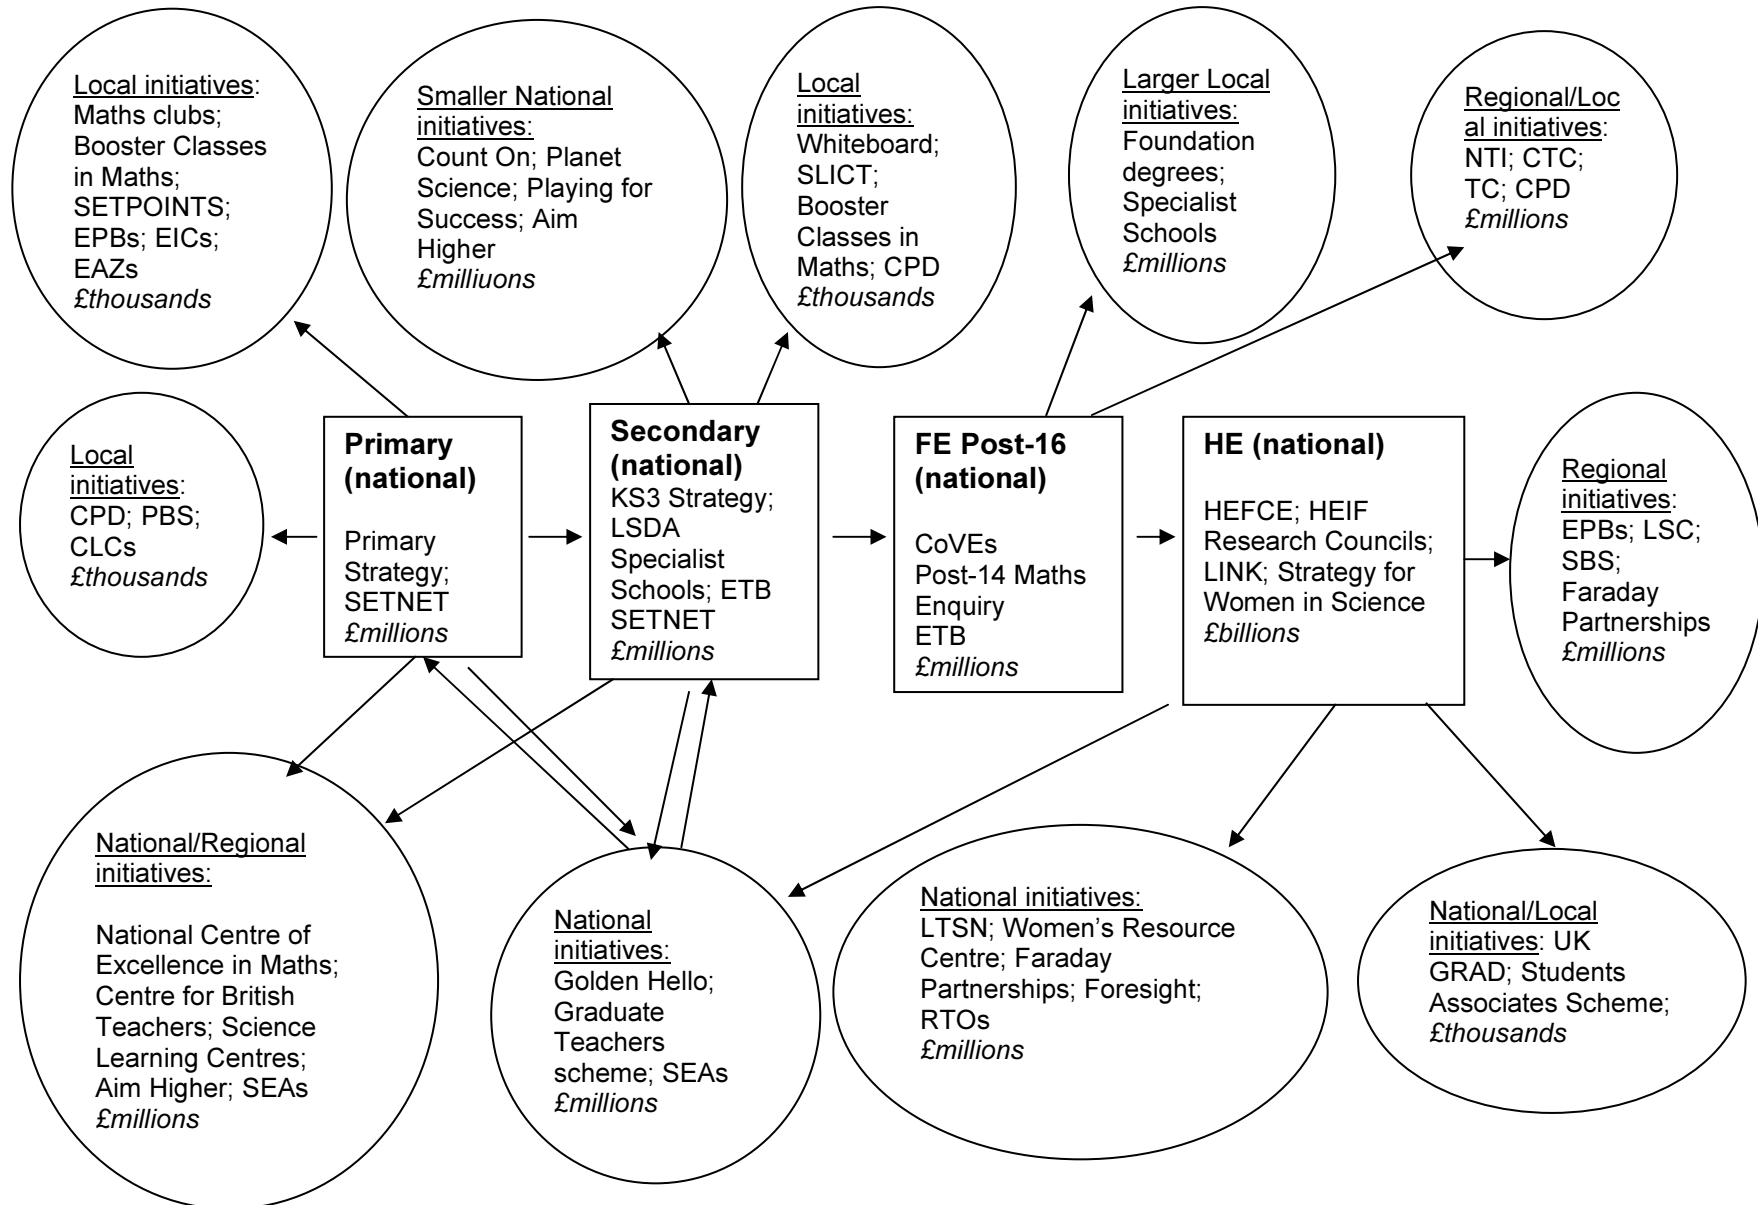 Local initiatives:
Maths clubs;
Booster Classes
in Maths;
SETPOINTS;
EPBs; EICs;
EAZs
£thousands
Smaller National
initiatives:
Count On; Planet
Science; Playing for
Success; Aim
Higher
£milliuons
Local
initiatives:
Whiteboard;
SLICT;
Booster
Classes in
Maths; CPD
£thousands
Larger Local
initiatives:
Foundation
degrees;
Specialist
Schools
£millions
Regional/Loc
al initiatives:
NTI; CTC;
TC; CPD
£millions
Local
initiatives:
CPD; PBS;
CLCs
£thousands
Primary
(national)
Primary
Strategy;
SETNET
£millions
Secondary
(national)
KS3 Strategy;
LSDA
Specialist
Schools; ETB
SETNET
£millions
FE Post-16
(national)
CoVEs
Post-14 Maths
Enquiry
ETB
£millions
HE (national)
HEFCE; HEIF
Research Councils;
LINK; Strategy for
Women in Science
£billions
Regional
initiatives:
EPBs; LSC;
SBS;
Faraday
Partnerships
£millions
National/Regional
initiatives:
National Centre of
Excellence in Maths;
Centre for British
Teachers; Science
Learning Centres;
Aim Higher; SEAs
£millions
National
initiatives:
Golden Hello;
Graduate
Teachers
scheme; SEAs
£millions
National initiatives:
LTSN; Women’s Resource
Centre; Faraday
Partnerships; Foresight;
RTOs
£millions
National/Local
initiatives: UK
GRAD; Students
Associates Scheme;
£thousands